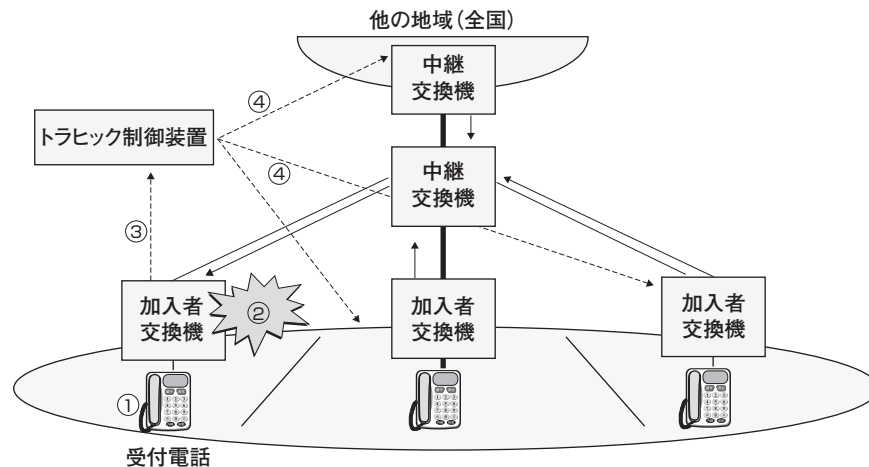 他の地域(全国)
中継
交換機
④
トラヒック制御装置
④
中継
交換機
③
加入者
交換機
②
加入者
交換機
加入者
交換機
①
受付電話